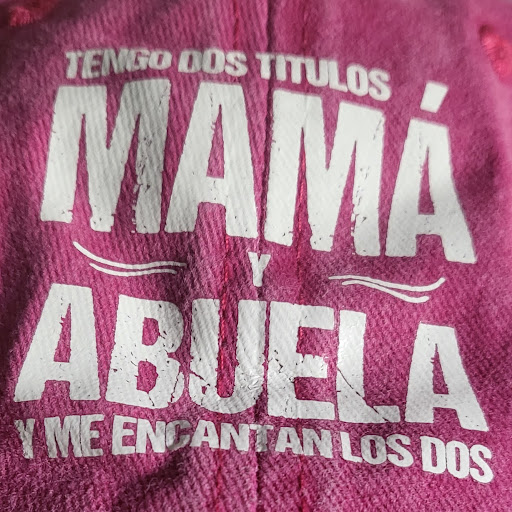 TENGO DOS TITULOS
MAMÁ
Y
ABUELA
Y ME ENCANTAN LOS DOS